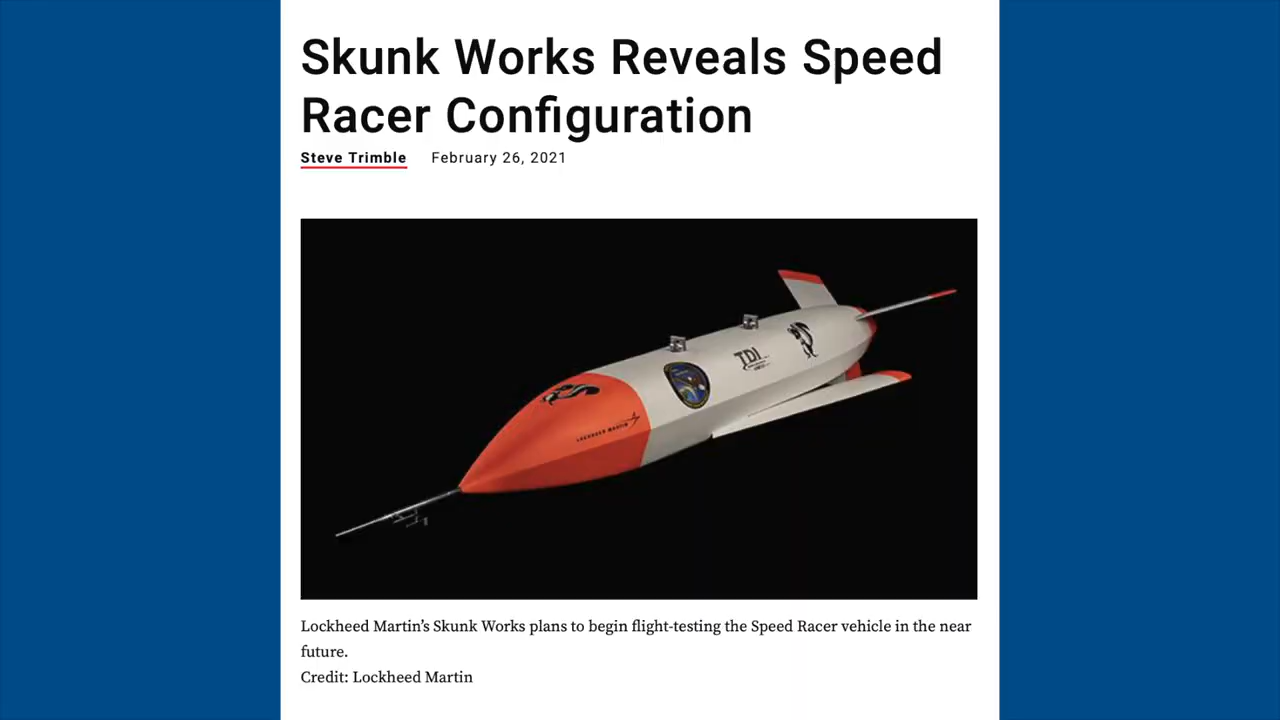 Skunk Works Reveals Speed
Racer Configuration
Steve Trimble February 26, 2021
TDI
LOCKHEED MARTIN
Lockheed Martin's Skunk Works plans to begin flight-testing the Speed Racer vehicle in the near
future.
Credit: Lockheed Martin